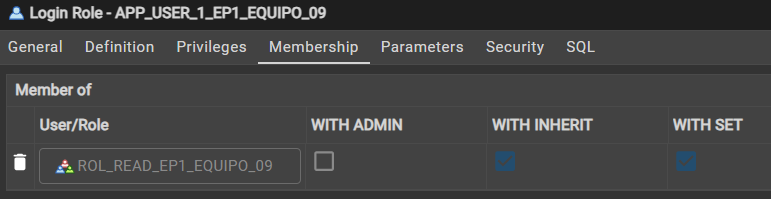 Login Role - APP_USER_1_EP1_EQUIPO_09
General Definition Privileges Membership Parameters Security SQL
Member of
User/Role WITH ADMIN WITH INHERIT WITH SET
ROL_READ_EP1_EQUIPO_09